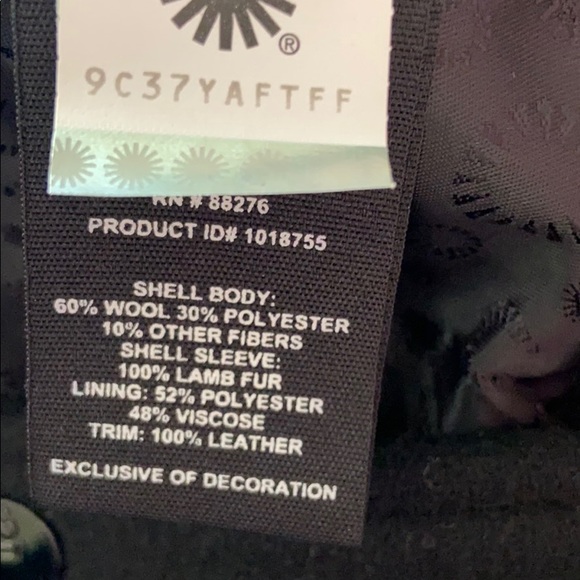 ®
9C37YAFTFF
RN # 88276
PRODUCT ID# 1018755
SHELL BODY:
60% WOOL 30% POLYESTER
10% OTHER FIBERS
SHELL SLEEVE:
100% LAMB FUR
LINING: 52% POLYESTER
48% VISCOSE
TRIM: 100% LEATHER
EXCLUSIVE OF DECORATION